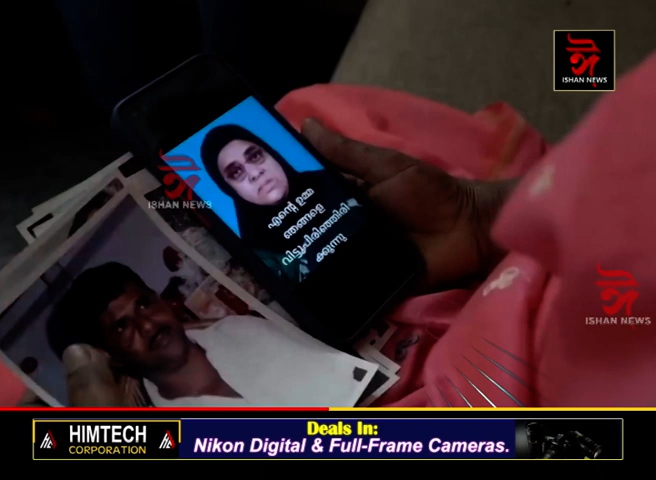 ISHAN NEWS
ISHAN NEWS
എന്റെ ഉമ്മ
ഞങ്ങളെ
വിട്ടുപിരിഞ്ഞിരി
ക്കുന്നു
ISHAN NEWS
HIMTECH
CORPORATION
Deals In:
Nikon Digital & Full-Frame Cameras.